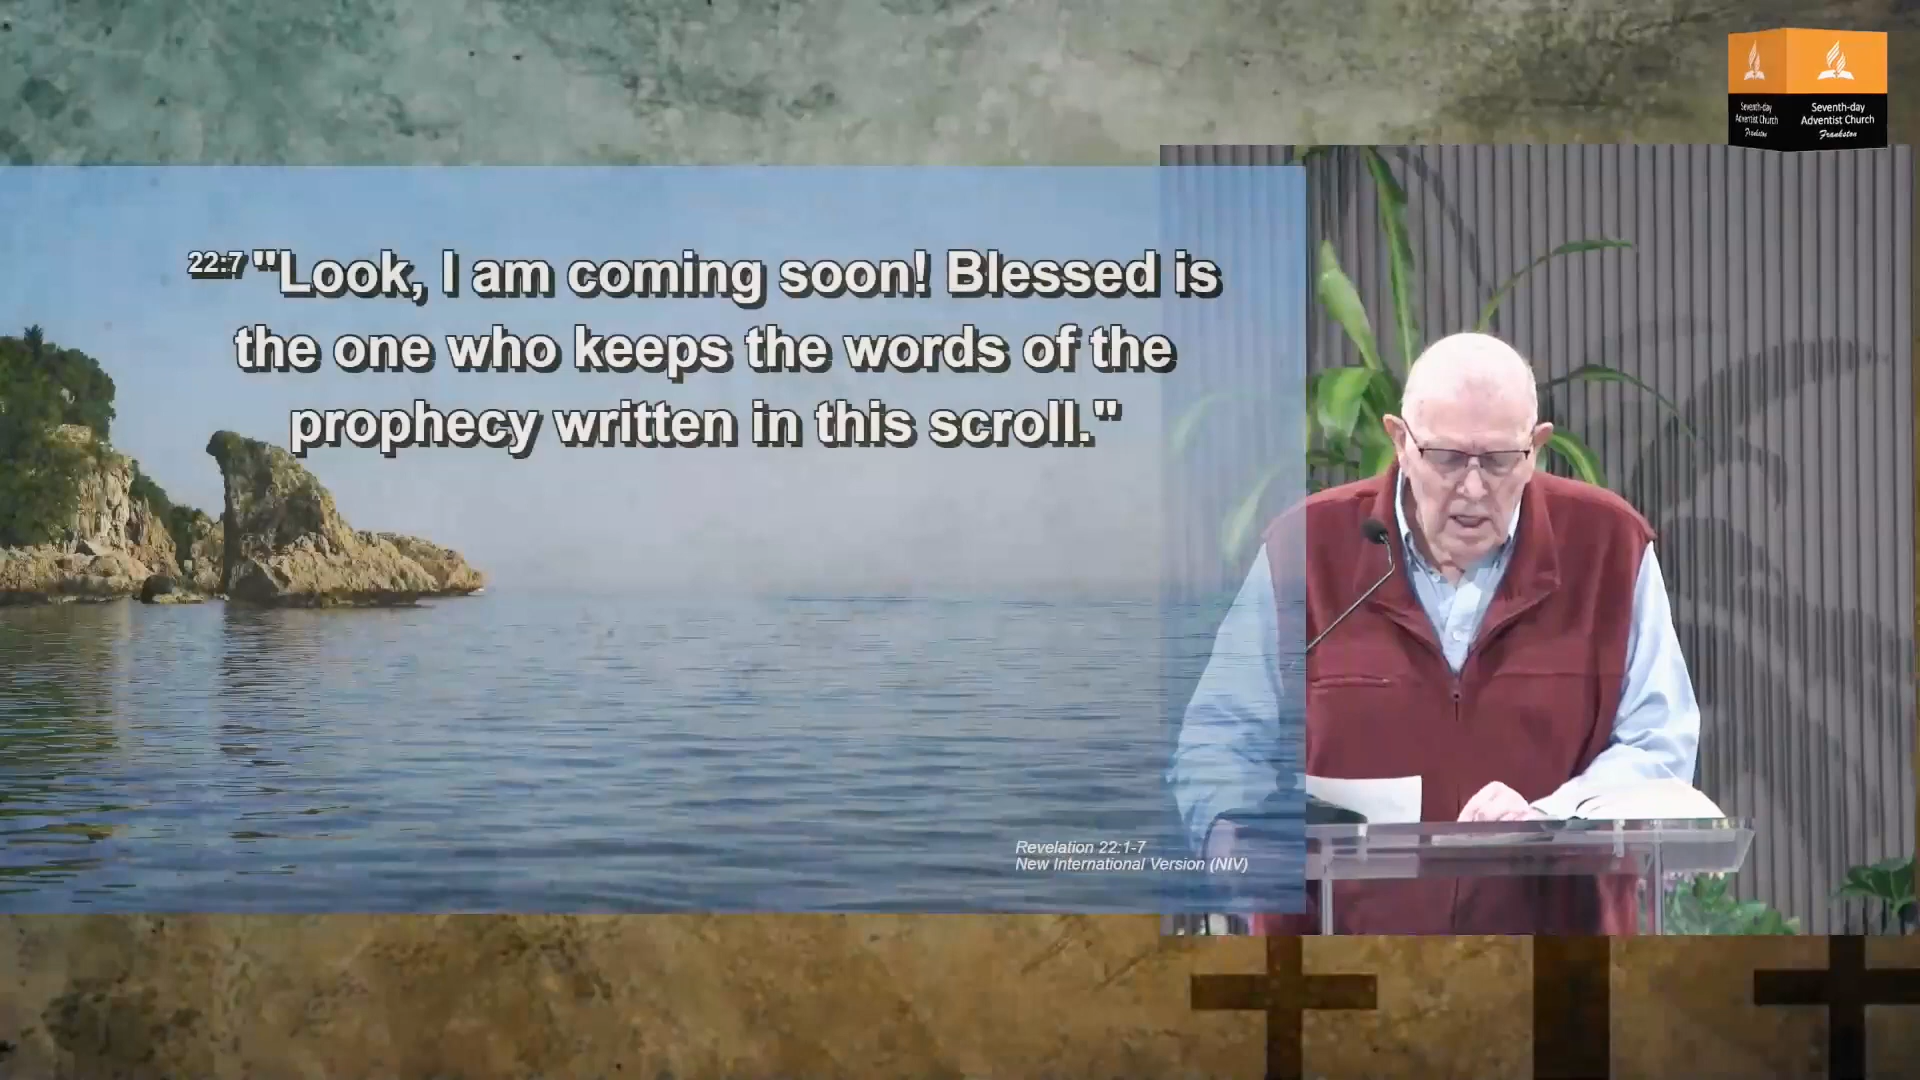 Seventh-day
Adventist Church
Frankston
Seventh-day
Adventist Church
Frankston
22:7 "Look, I am coming soon! Blessed is
the one who keeps the words of the
prophecy written in this scroll."
Revelation 22:1-7
New International Version (NIV)